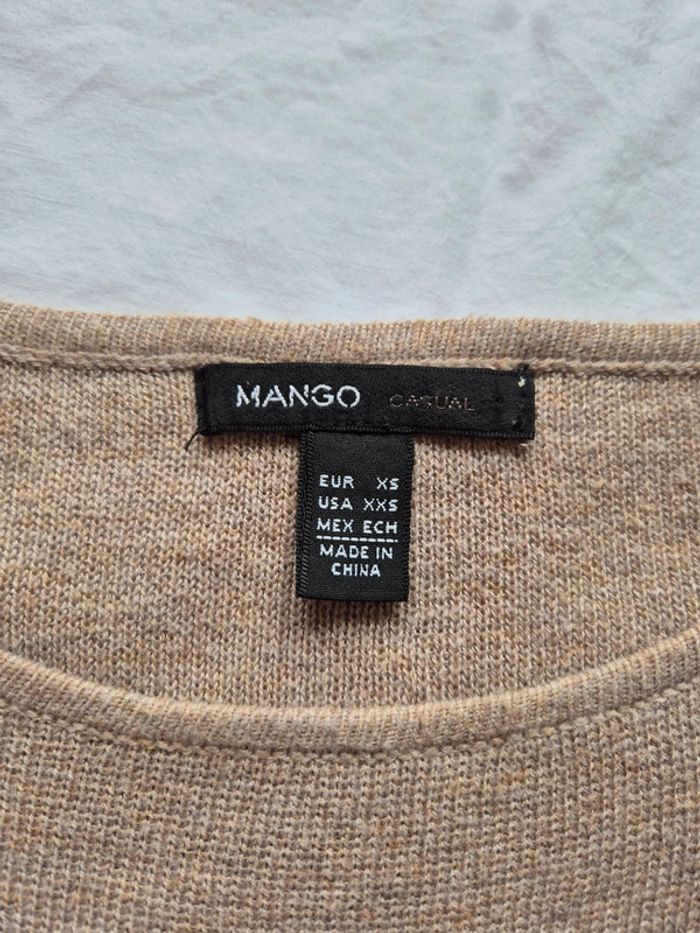 MANGO CASUAL
EUR XS
USA XXS
MEX ECH
MADE IN
CHINA